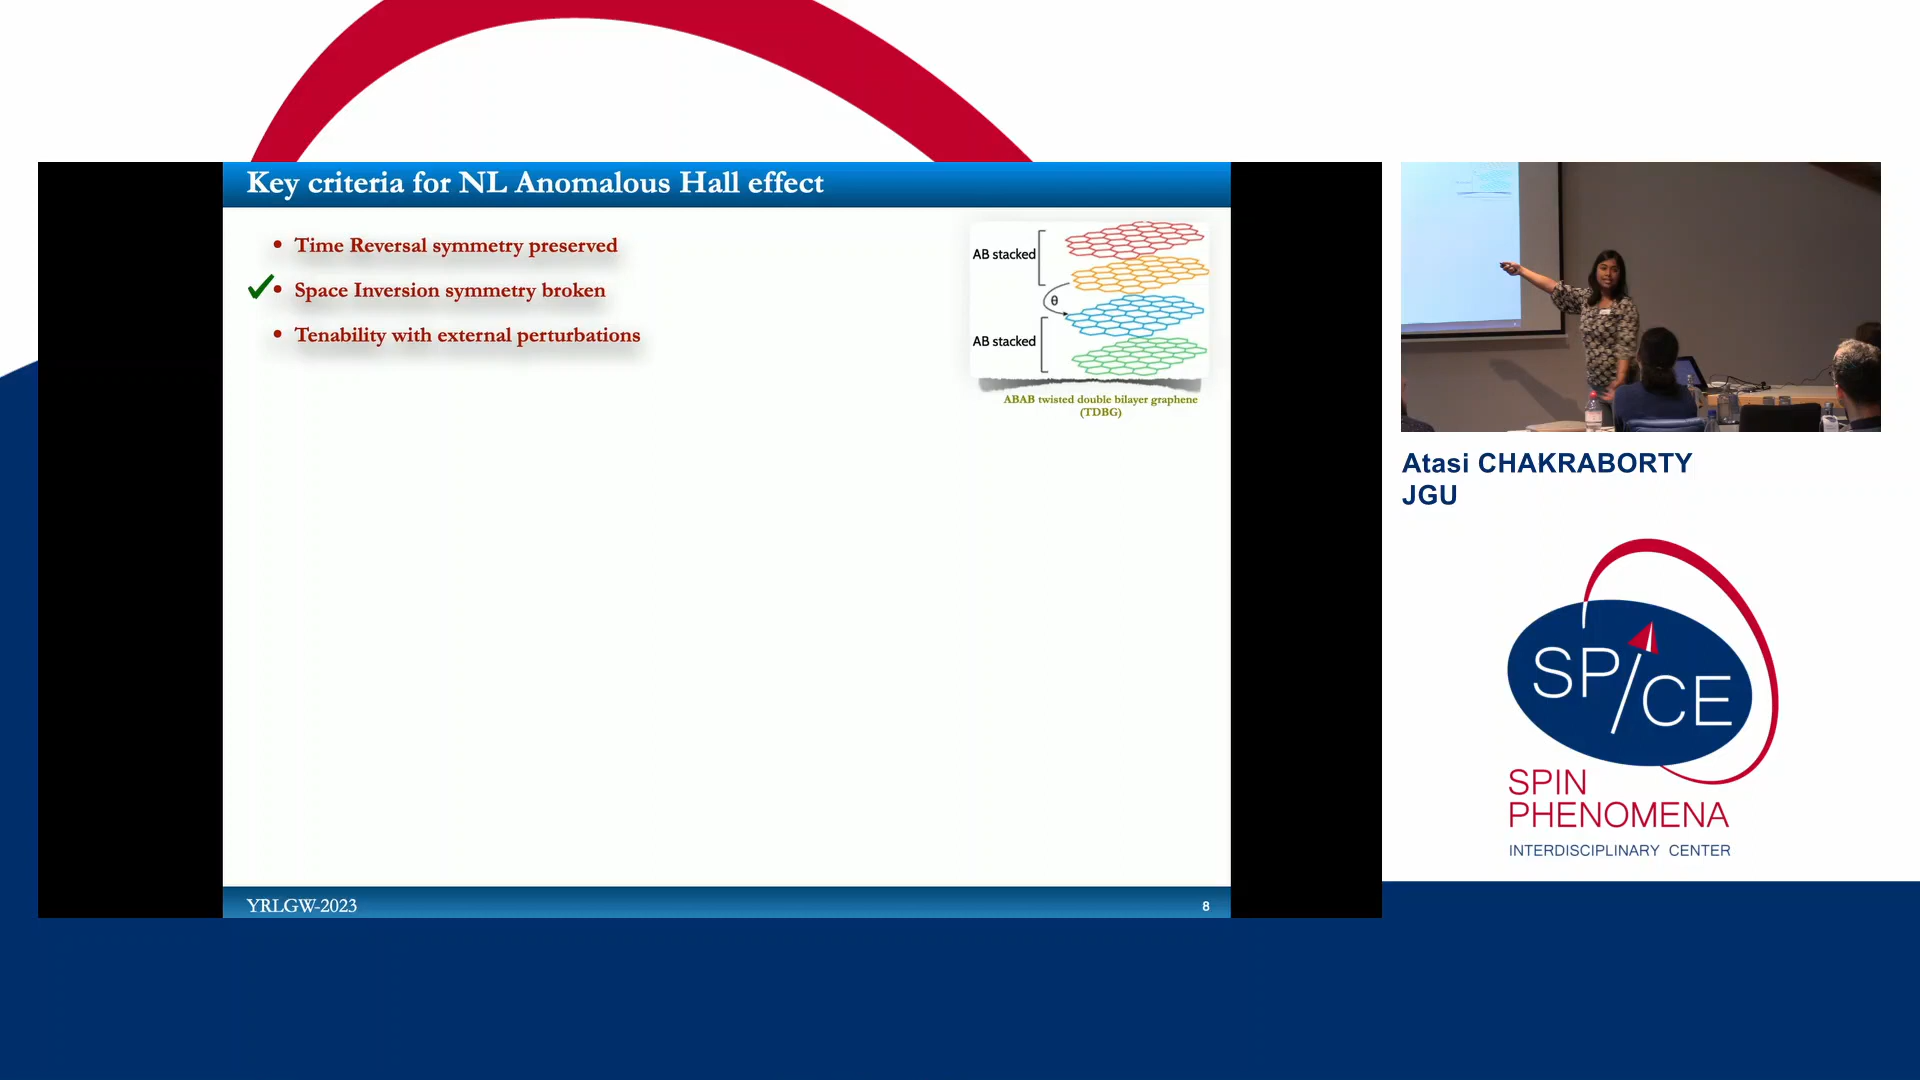 Key criteria for NL Anomalous Hall effect
• Time Reversal symmetry preserved
• Space Inversion symmetry broken
• Tenability with external perturbations
AB stacked
θ
AB stacked
ABAB twisted double bilayer graphene
(TDBG)
YRLGW-2023
8
Atasi CHAKRABORTY
JGU
SPICE
SPIN
PHENOMENA
INTERDISCIPLINARY CENTER